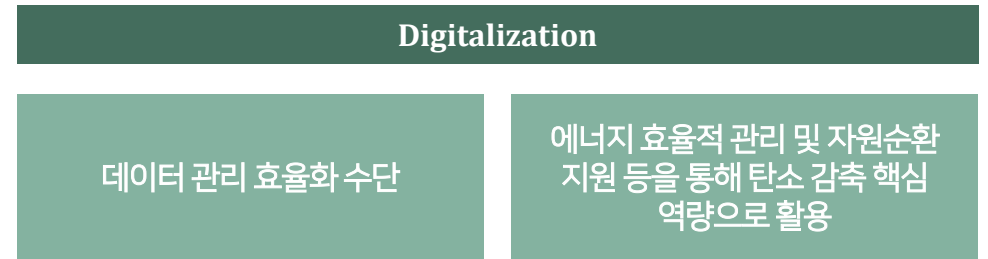 Digitalization
데이터 관리 효율화 수단
에너지 효율적 관리 및 자원순환
지원 등을 통해 탄소 감축 핵심
역량으로 활용